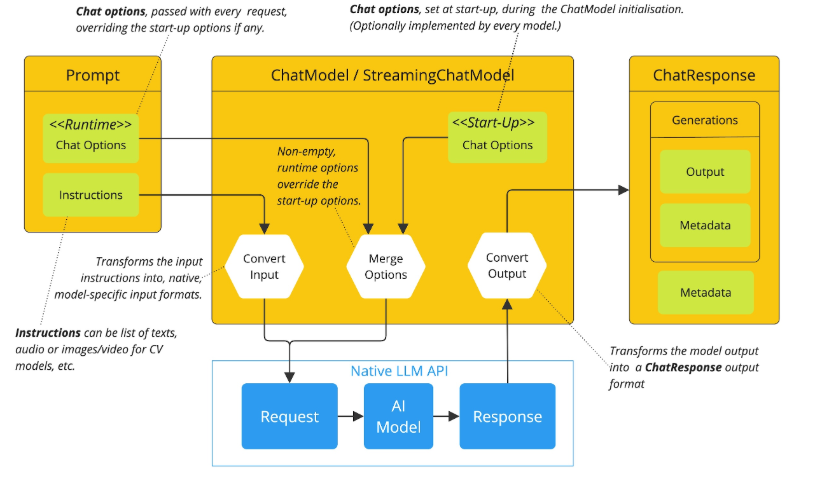 Chat options, passed with every request,
overriding the start-up options if any.
Chat options, set at start-up, during the ChatModel initialisation.
(Optionally implemented by every model.)
Prompt
<<Runtime>>
Chat Options
Instructions
ChatModel / StreamingChatModel
<<Start-Up>>
Chat Options
Non-empty,
runtime options
override the
start-up options.
Convert
Input
Merge
Options
Convert
Output
ChatResponse
Generations
Output
Metadata
Metadata
Transforms the input
instructions into, native,
model-specific input formats.
Instructions can be list of texts,
audio or images/video for CV
models, etc.
Transforms the model output
into a ChatResponse output
format
Native LLM API
Request
AI
Model
Response